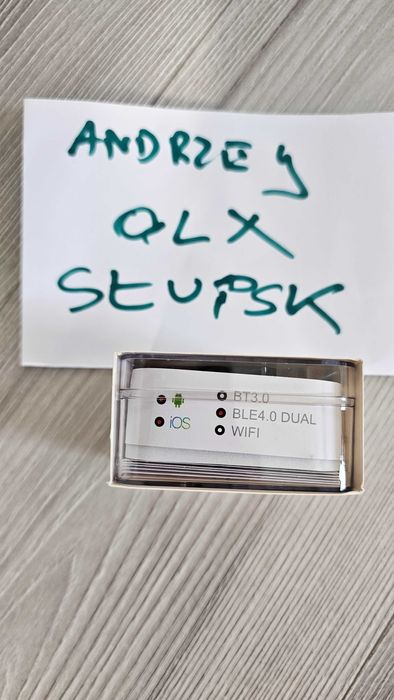 ANDRZEJ
OLX
SŁUPSK
BT3.0
iOS
BLE4.0 DUAL
WIFI